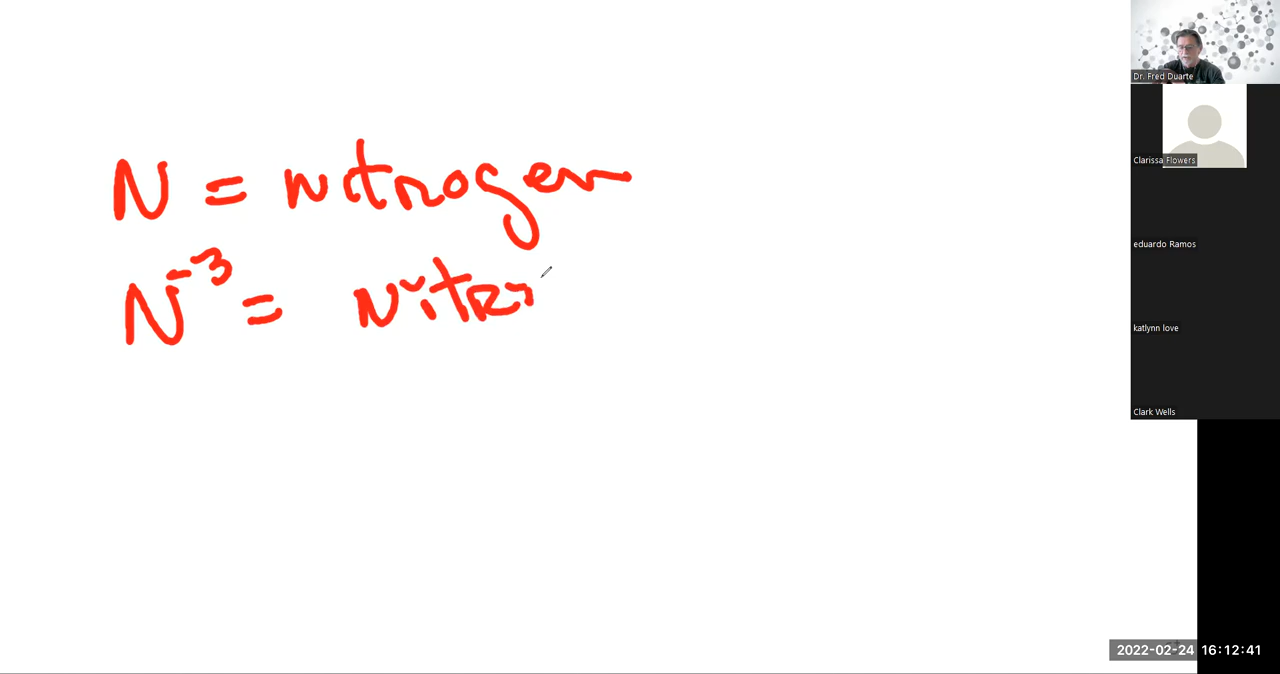 N = nitrogen
N⁻³ = Nitri
Dr. Fred Duarte
Clarissa Flowers
eduardo Ramos
katlynn love
Clark Wells
2022-02-24 16:12:41